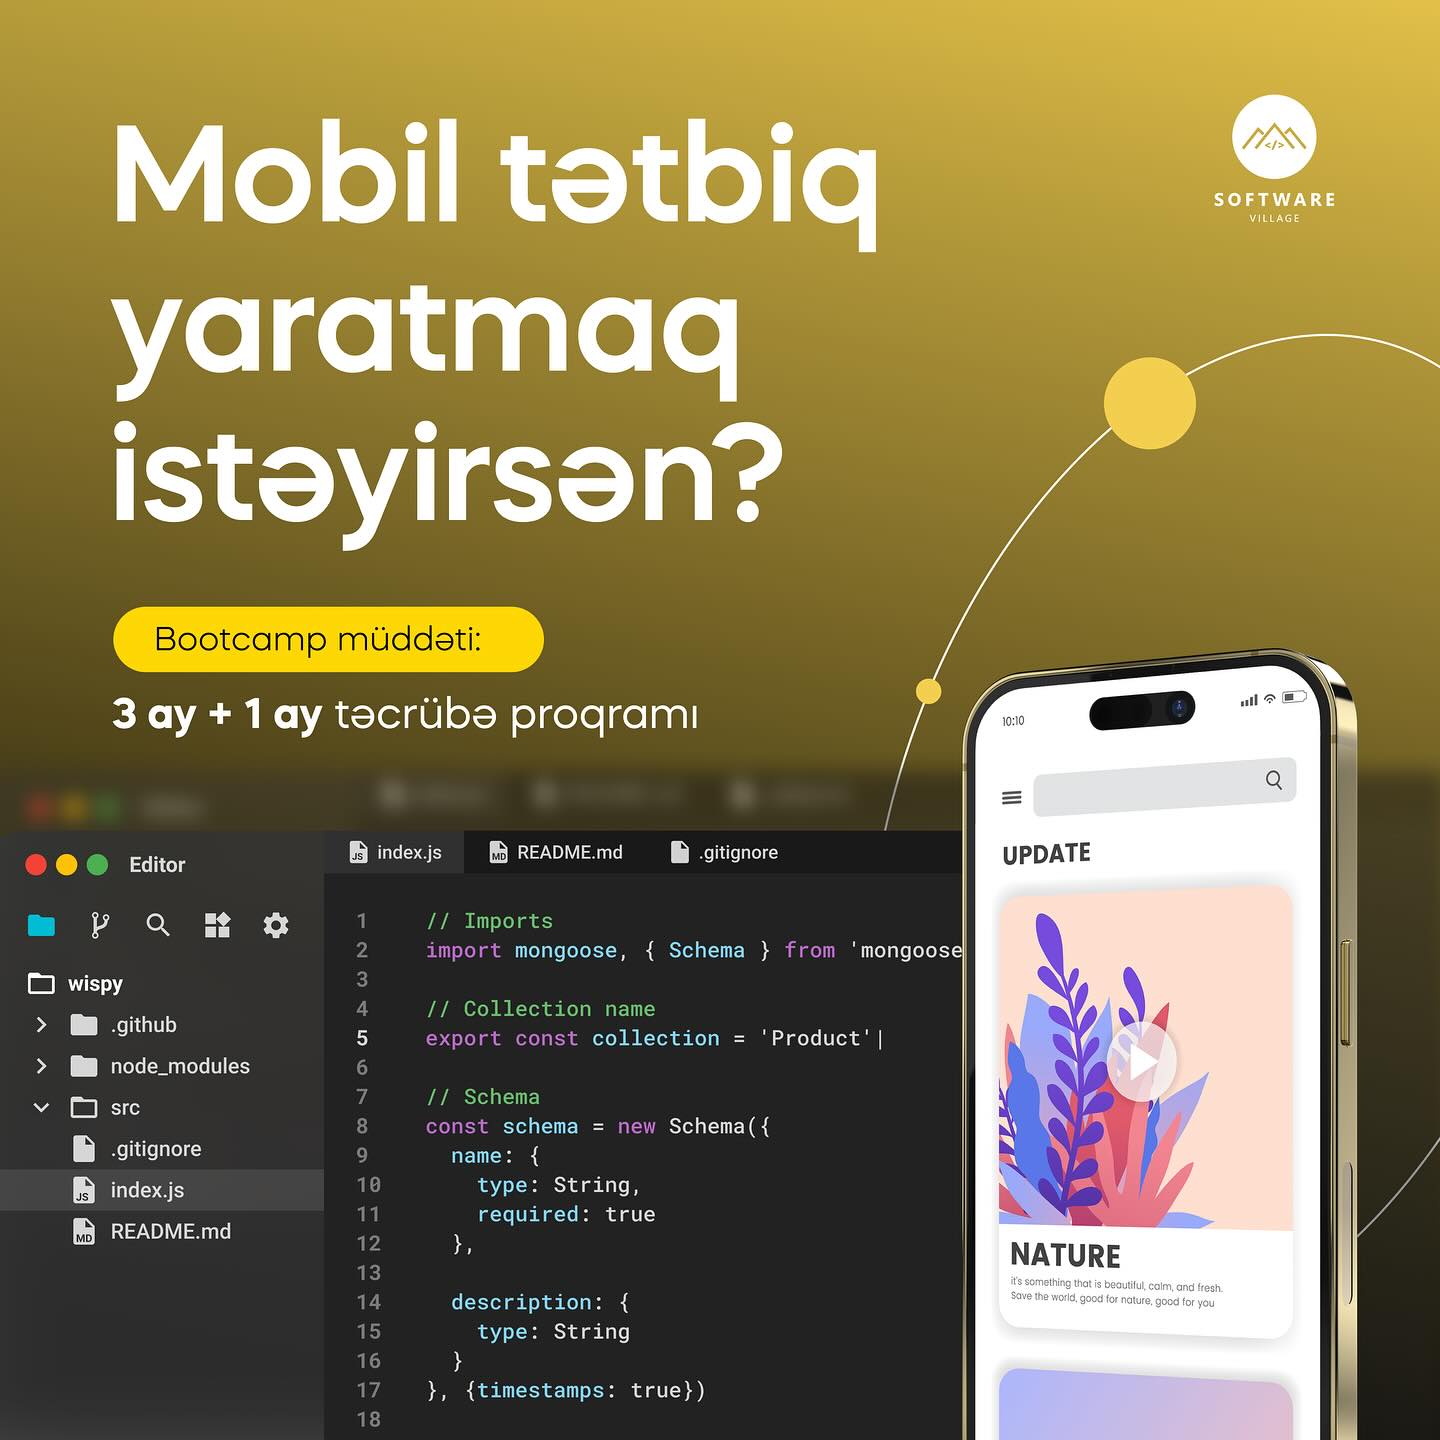 Mobil tətbiq
yaratmaq
istəyirsən?
SOFTWARE
VILLAGE
Bootcamp müddəti:
3 ay + 1 ay təcrübə proqramı
Editor
wispy
.github
node_modules
src
.gitignore
JS index.js
MD README.md
JS index.js MD README.md .gitignore
1 // Imports
2 import mongoose, { Schema } from 'mongoose
3
4 // Collection name
5 export const collection = 'Product'|
6
7 // Schema
8 const schema = new Schema({
9 name: {
10 type: String,
11 required: true
12 },
13
14 description: {
15 type: String
16 }
17 }, {timestamps: true})
18
10:10
UPDATE
NATURE
it's something that is beautiful, calm, and fresh.
Save the world, good for nature, good for you